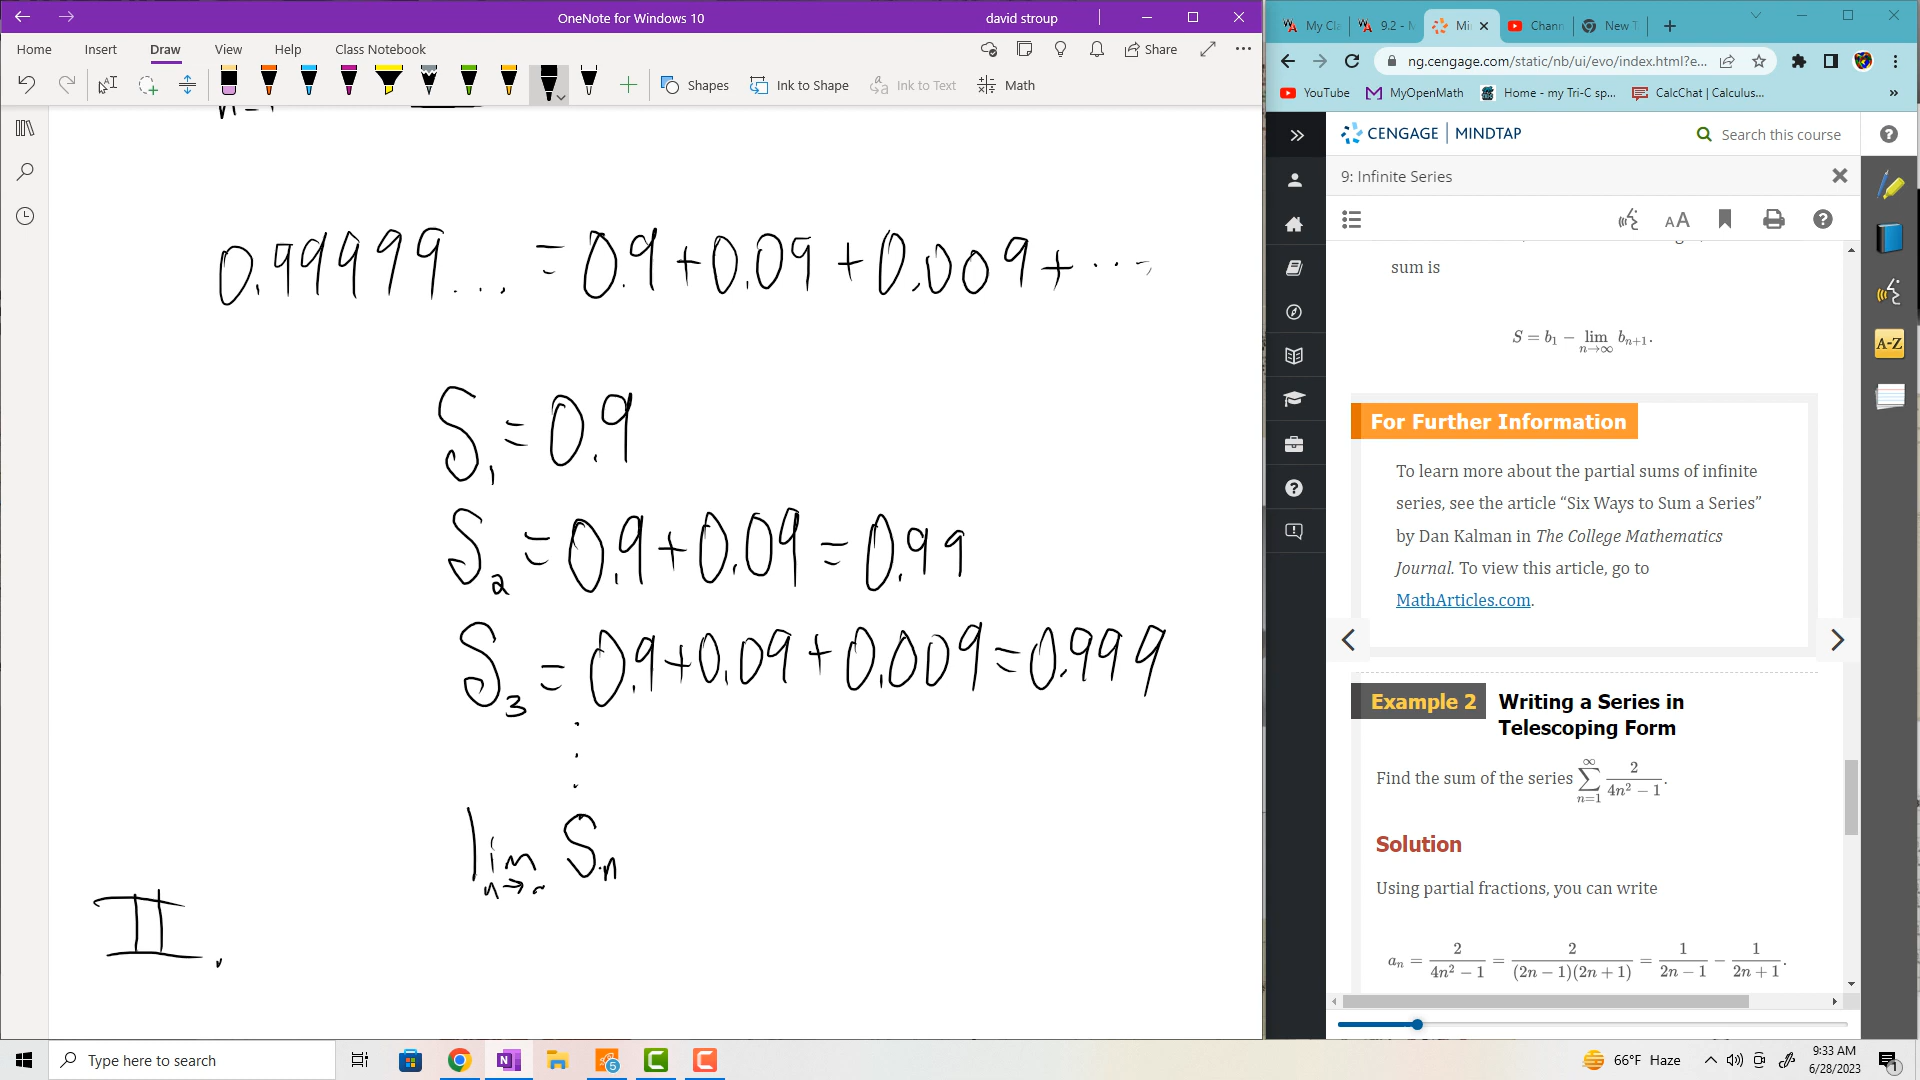 OneNote for Windows 10
david stroup
Home Insert Draw View Help Class Notebook
Share
Shapes Ink to Shape Ink to Text Math
0.99999... = 0.9 + 0.09 + 0.009 + ...
S1 = 0.9
S2 = 0.9 + 0.09 = 0.99
S3 = 0.9 + 0.09 + 0.009 = 0.999
lim Sn
n→
II.
My Cl 9.2 - M Mi Chann New T
ng.cengage.com/static/nb/ui/evo/index.html?e...
YouTube MyOpenMath Home - my Tri-C sp... CalcChat | Calculus... »
CENGAGE | MINDTAP
Search this course
9: Infinite Series
AA
sum is
S = b₁ − lim n→∞ bₙ₊₁.
A-Z
For Further Information
To learn more about the partial sums of infinite
series, see the article “Six Ways to Sum a Series”
by Dan Kalman in The College Mathematics
Journal. To view this article, go to
MathArticles.com.
Example 2 Writing a Series in
Telescoping Form
Find the sum of the series ∑ n=1 ∞ 2/(4n² − 1).
Solution
Using partial fractions, you can write
aₙ = 2/(4n² − 1) = 2/((2n − 1)(2n + 1)) = 1/(2n − 1) − 1/(2n + 1).
Type here to search
66°F Haze
9:33 AM
6/28/2023